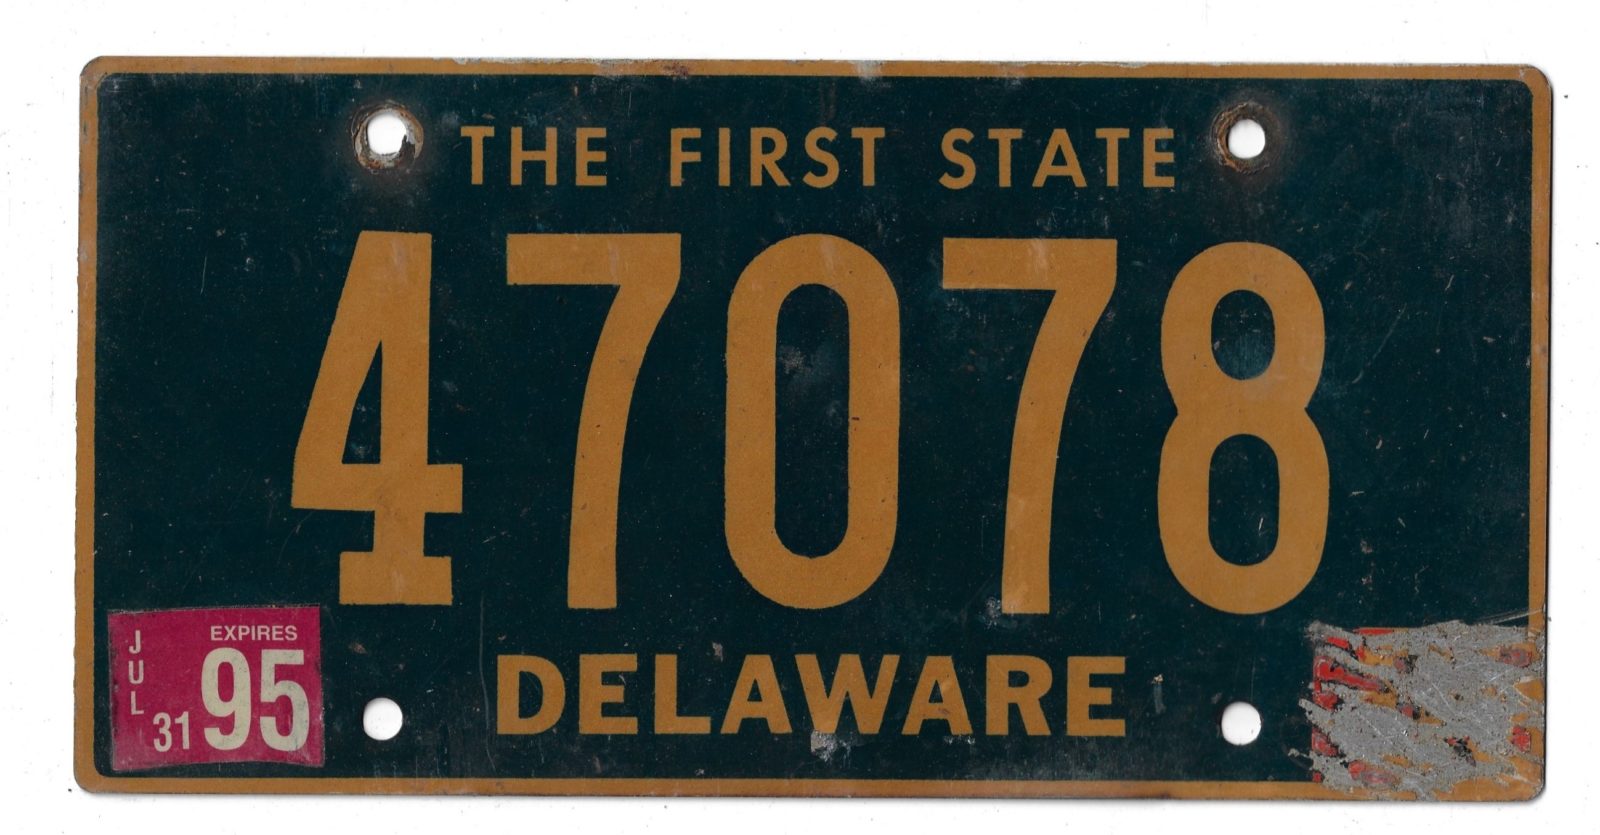 THE FIRST STATE
47078
JUL 31 EXPIRES 95
DELAWARE